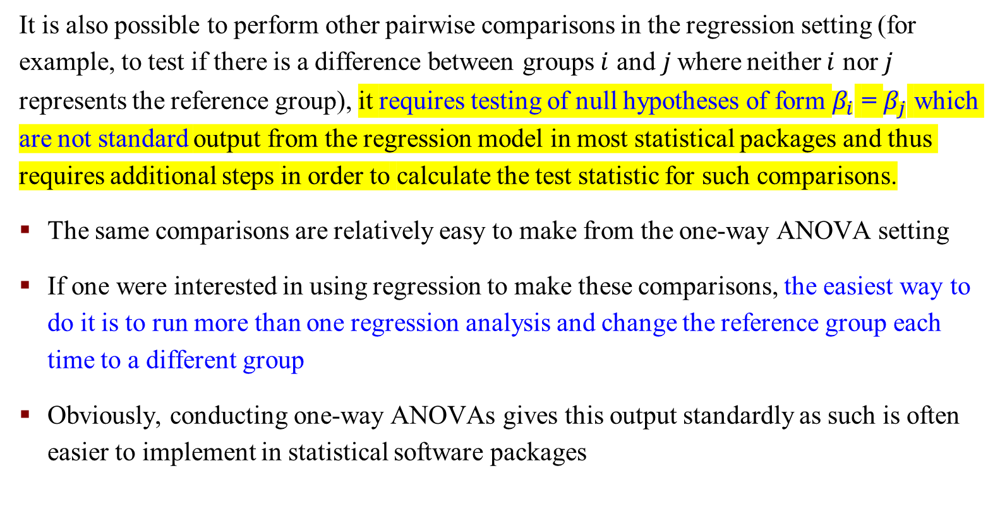 It is also possible to perform other pairwise comparisons in the regression setting (for
example, to test if there is a difference between groups i and j where neither i nor j
represents the reference group), it requires testing of null hypotheses of form βᵢ = βⱼ which
are not standard output from the regression model in most statistical packages and thus
requires additional steps in order to calculate the test statistic for such comparisons.
▪ The same comparisons are relatively easy to make from the one-way ANOVA setting
▪ If one were interested in using regression to make these comparisons, the easiest way to
do it is to run more than one regression analysis and change the reference group each
time to a different group
▪ Obviously, conducting one-way ANOVAs gives this output standardly as such is often
easier to implement in statistical software packages